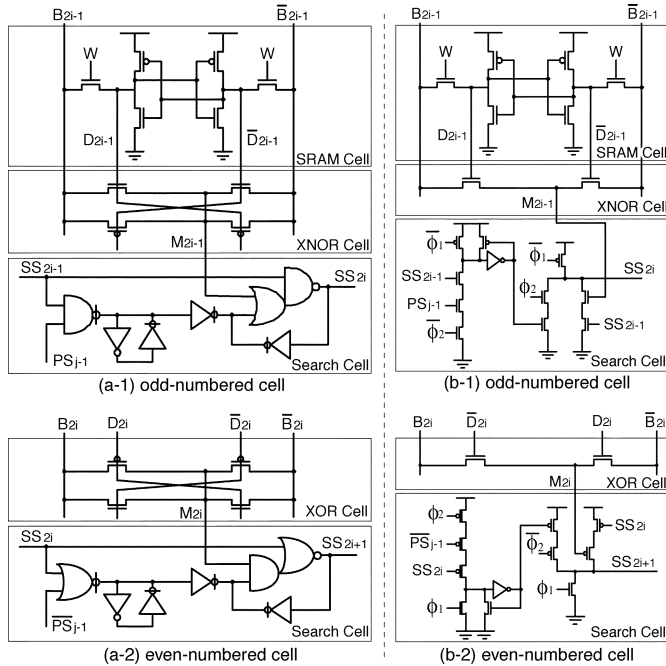 B2i-1
B̅2i-1
W
W
D2i-1
D̅2i-1
SRAM Cell
XNOR Cell
M2i-1
SS2i-1
SS2i
PSj-1
Search Cell
(a-1) odd-numbered cell
B2i-1
B̅2i-1
W
W
D2i-1
D̅2i-1
SRAM Cell
M2i-1
XNOR Cell
ϕ̅1
ϕ̅1
SS2i
SS2i-1
ϕ2
PSj-1
SS2i-1
ϕ̅2
Search Cell
(b-1) odd-numbered cell
B2i
D2i
D̅2i
B̅2i
M2i
XOR Cell
SS2i
SS2i+1
P̅S̅j-1
Search Cell
(a-2) even-numbered cell
B2i
D̅2i
D2i
B̅2i
M2i
XOR Cell
ϕ2
SS2i
P̅S̅j-1
ϕ̅2
SS2i
SS2i+1
ϕ1
ϕ1
Search Cell
(b-2) even-numbered cell